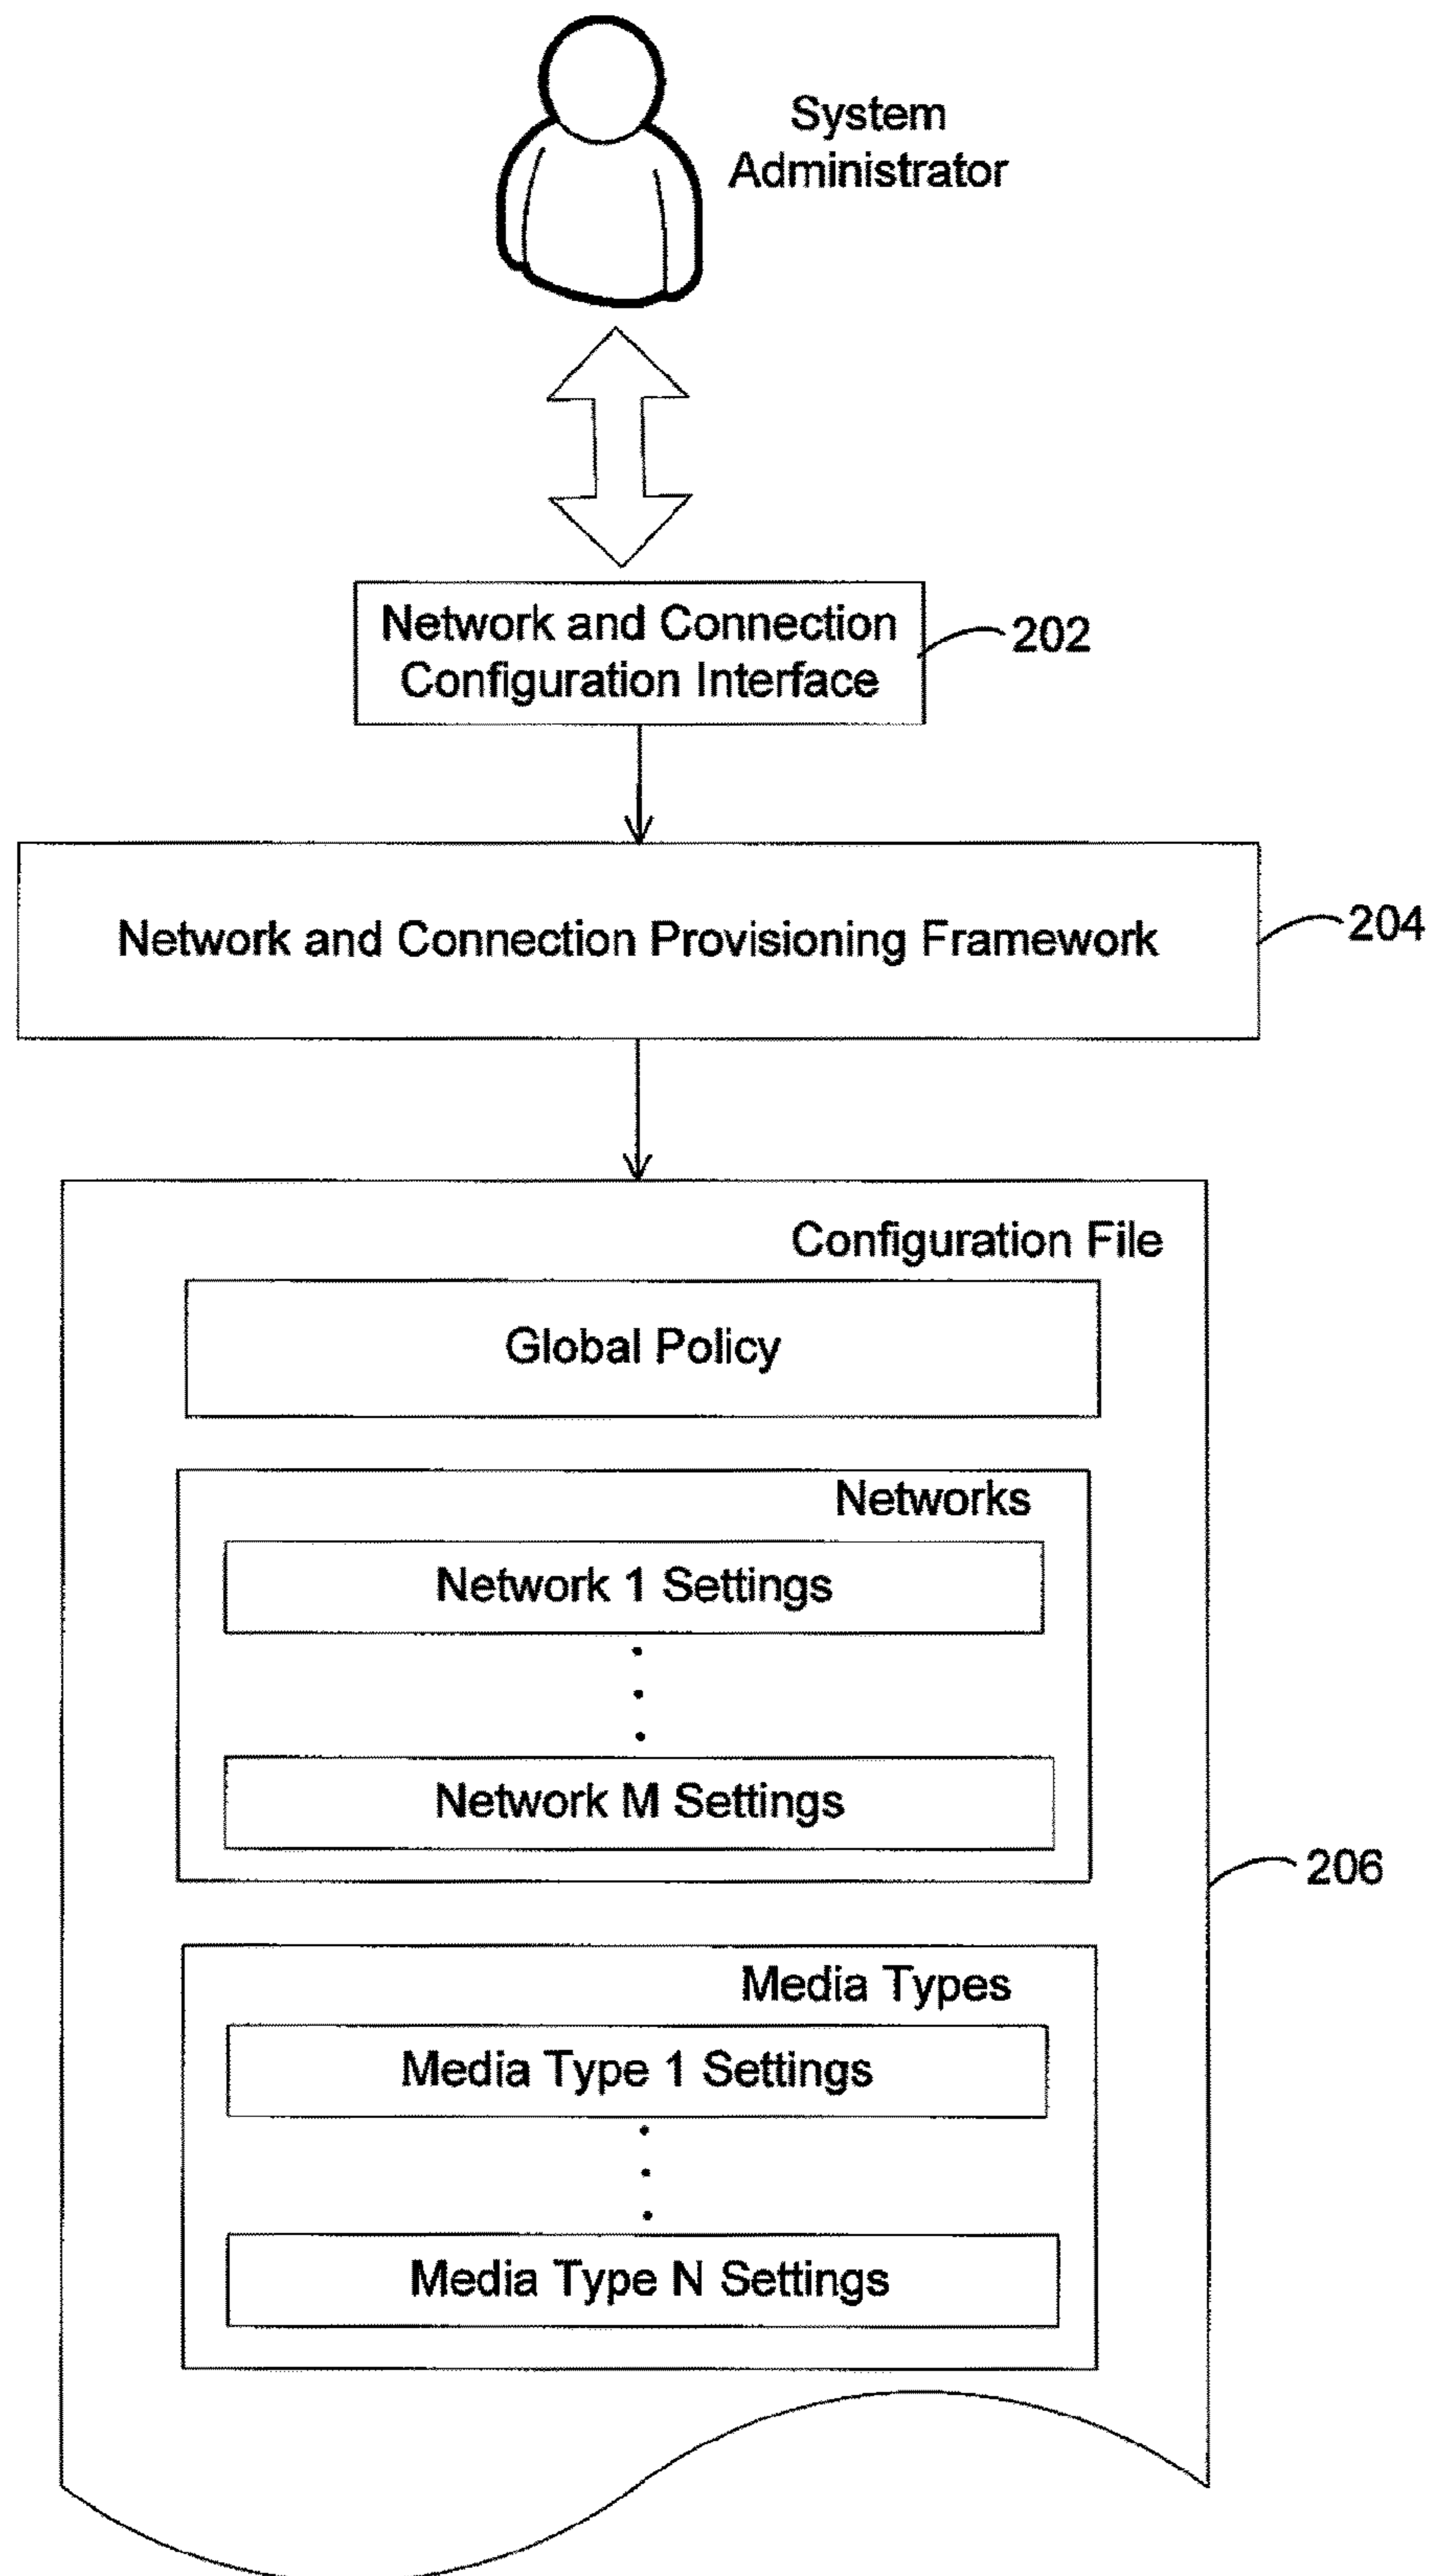 System
Administrator
Network and Connection
Configuration Interface
202
Network and Connection Provisioning Framework
204
Configuration File
Global Policy
Networks
Network 1 Settings
Network M Settings
206
Media Types
Media Type 1 Settings
Media Type N Settings